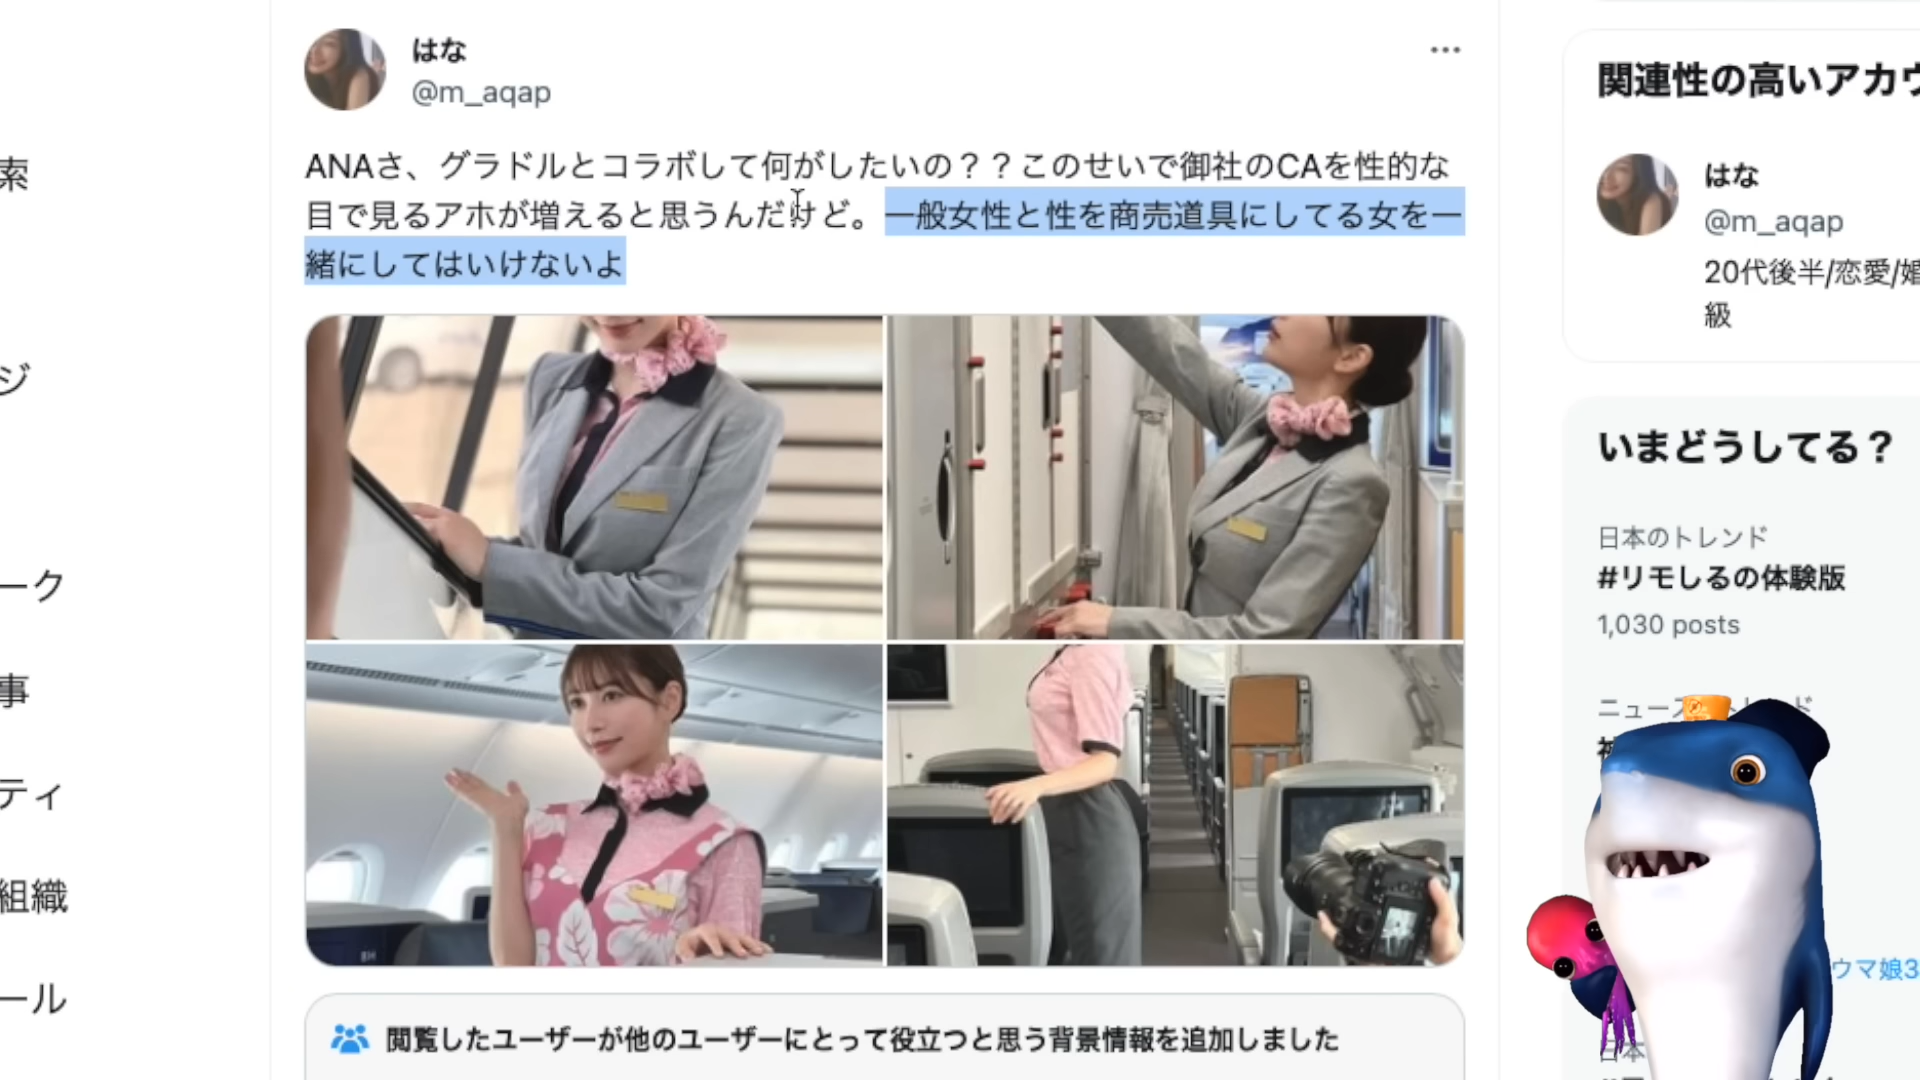 はな
@m_aqap
ANAさ、グラドルとコラボして何がしたいの？？このせいで御社のCAを性的な
目で見るアホが増えると思うんだけど。一般女性と性を商売道具にしてる女を一
緒にしてはいけないよ
閲覧したユーザーが他のユーザーにとって役立つと思う背景情報を追加しました
索
ジ
ーク
事
ティ
組織
ール
関連性の高いアカウ
はな
@m_aqap
20代後半/恋愛/婚
級
いまどうしてる？
日本のトレンド
#リモしるの体験版
1,030 posts
ニュース
ド
ウマ娘3
日本